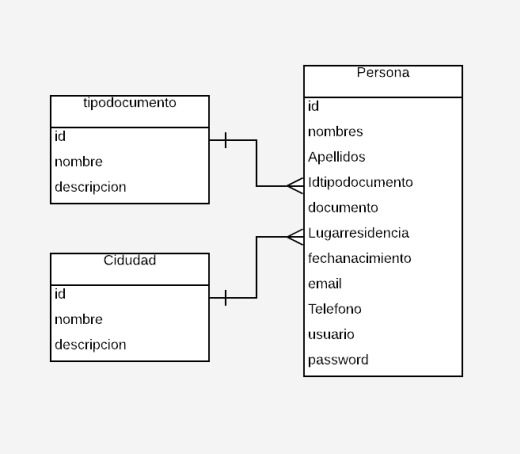 tipodocumento
id
nombre
descripcion
Cidudad
id
nombre
descripcion
Persona
id
nombres
Apellidos
Idtipodocumento
documento
Lugarresidencia
fechanacimiento
email
Telefono
usuario
password